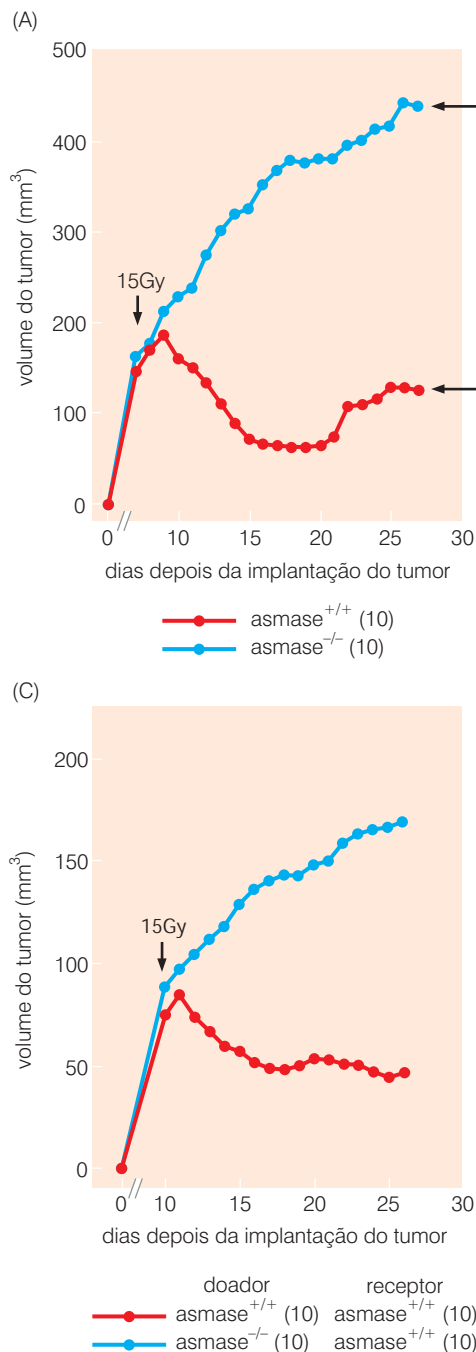 (A)
500
400
300
200
100
0
volume do tumor (mm³)
15Gy
0 10 15 20 25 30
dias depois da implantação do tumor
asmase⁺/⁺ (10)
asmase⁻/⁻ (10)
(C)
200
150
100
50
0
volume do tumor (mm³)
15Gy
0 10 15 20 25 30
dias depois da implantação do tumor
doador receptor
asmase⁺/⁺ (10) asmase⁺/⁺ (10)
asmase⁻/⁻ (10) asmase⁺/⁺ (10)